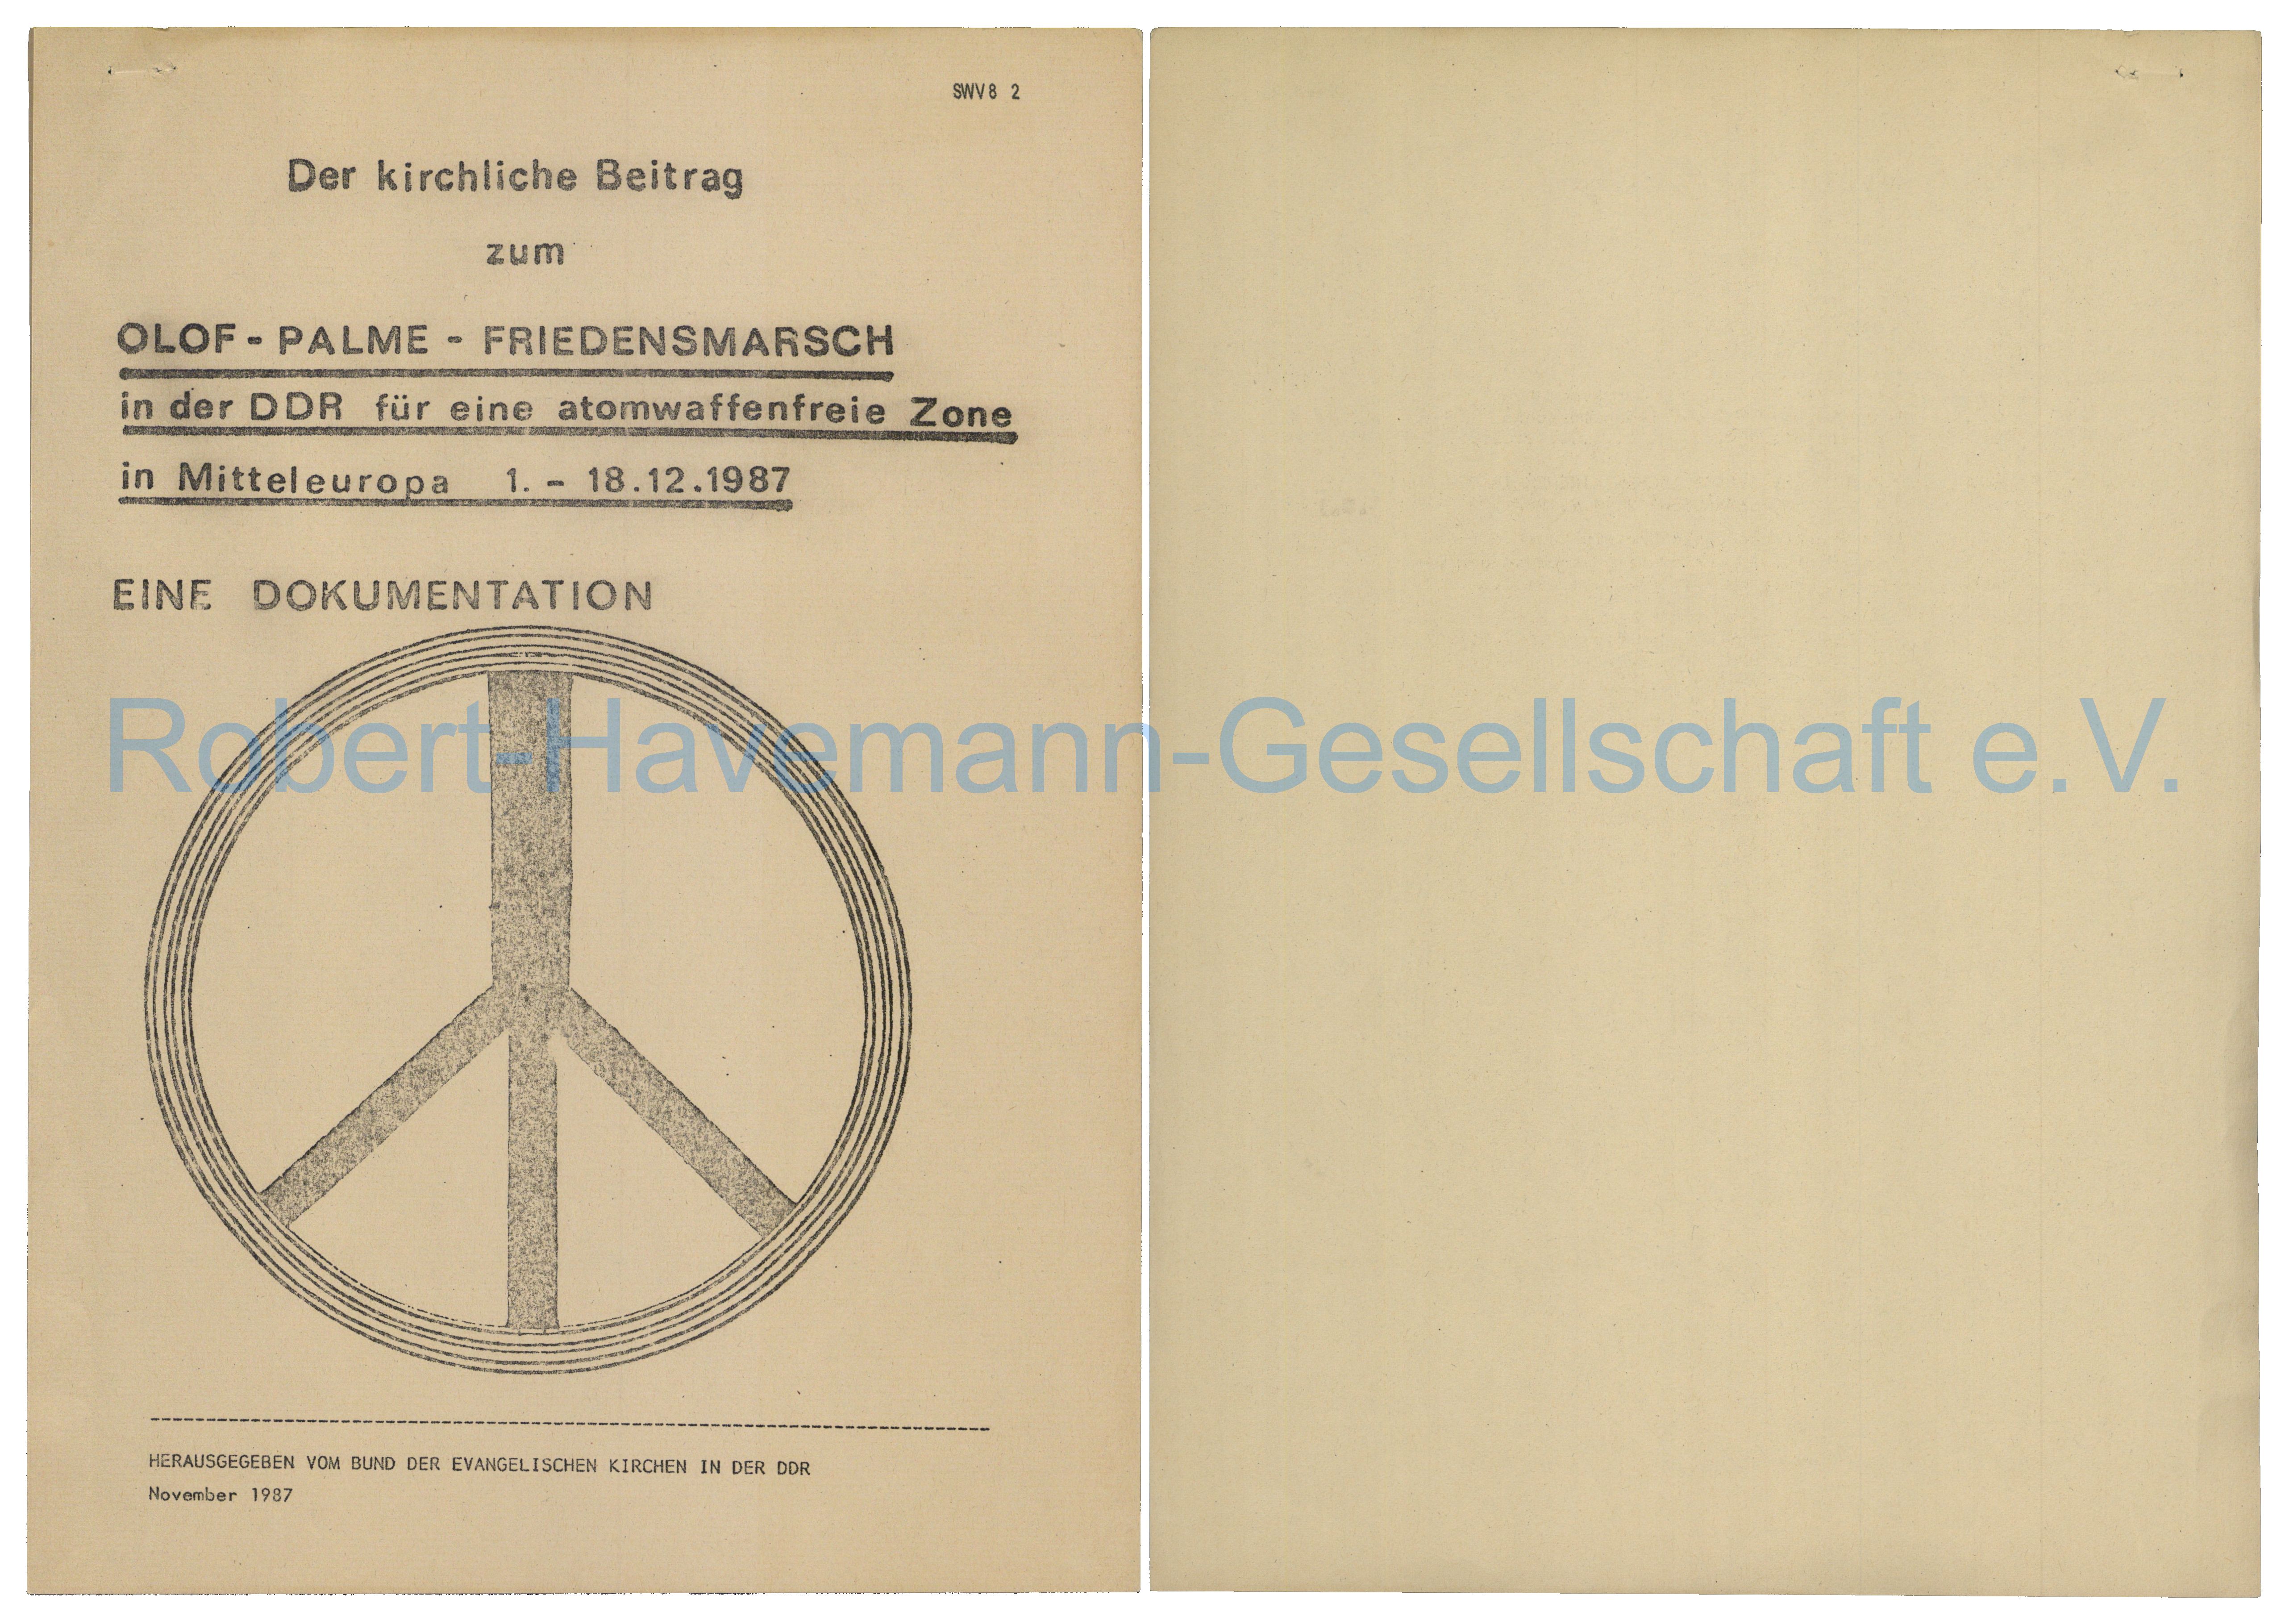 SWV8 2
Der kirchliche Beitrag
zum
OLOF - PALME - FRIEDENSMARSCH
in der DDR für eine atomwaffenfreie Zone
in Mitteleuropa 1. - 18.12.1987
EINE DOKUMENTATION
Robert-Havemann-Gesellschaft e.V.
HERAUSGEGEBEN VOM BUND DER EVANGELISCHEN KIRCHEN IN DER DDR
November 1987